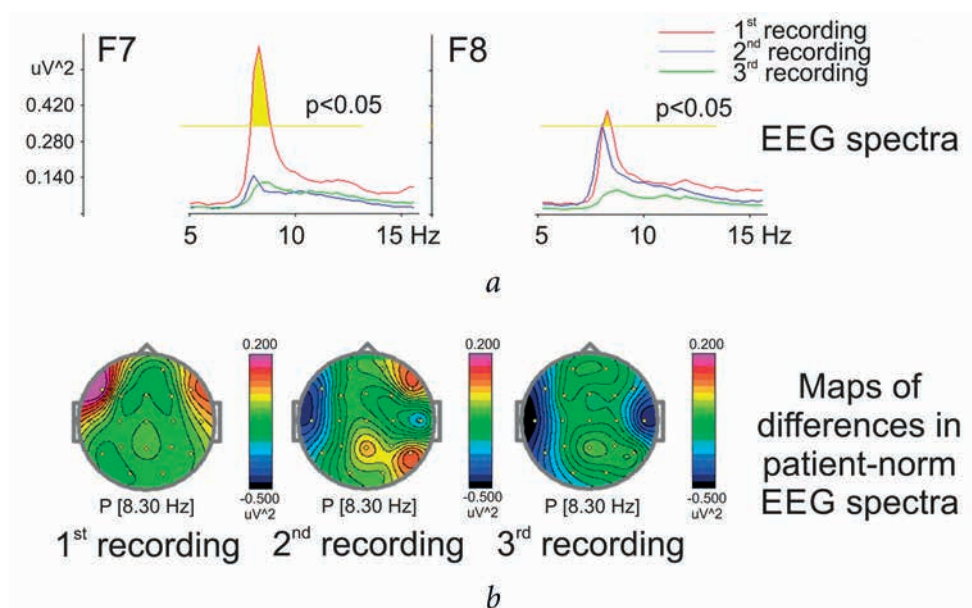 F7
uV^2
0.420
0.280
0.140
p<0.05
5 10 15 Hz
F8
1st recording
2nd recording
3rd recording
p<0.05
EEG spectra
5 10 15 Hz
a
0.200
-0.500
uV^2
P [8.30 Hz]
1st recording
0.200
-0.500
uV^2
P [8.30 Hz]
2nd recording
0.200
-0.500
uV^2
P [8.30 Hz]
3rd recording
Maps of
differences in
patient-norm
EEG spectra
b